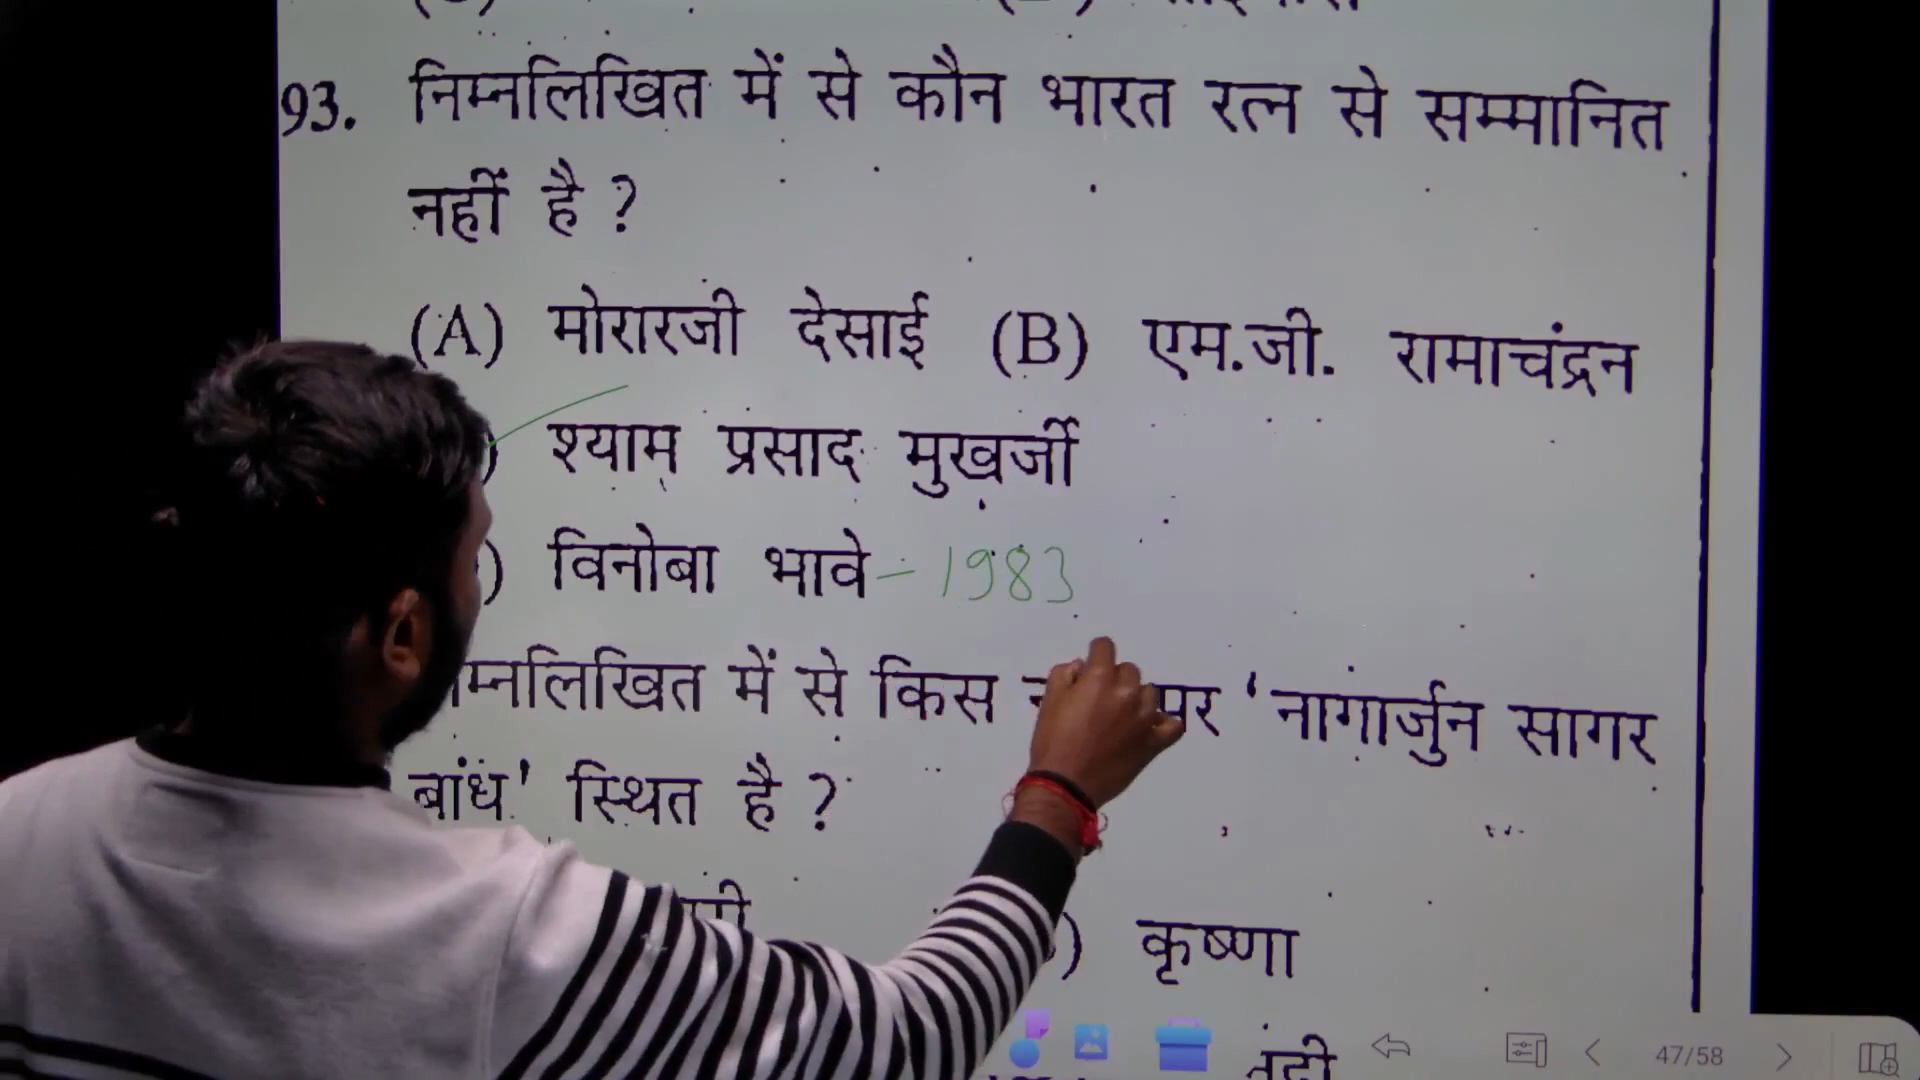 93. निम्नलिखित में से कौन भारत रत्न से सम्मानित
नहीं है ?
(A) मोरारजी देसाई (B) एम.जी. रामाचंद्रन
) श्याम प्रसाद मुखर्जी
) विनोबा भावे – 1983
म्नलिखित में से किस पर 'नागार्जुन सागर
बांध' स्थित है ?
) कृष्णा
47/58